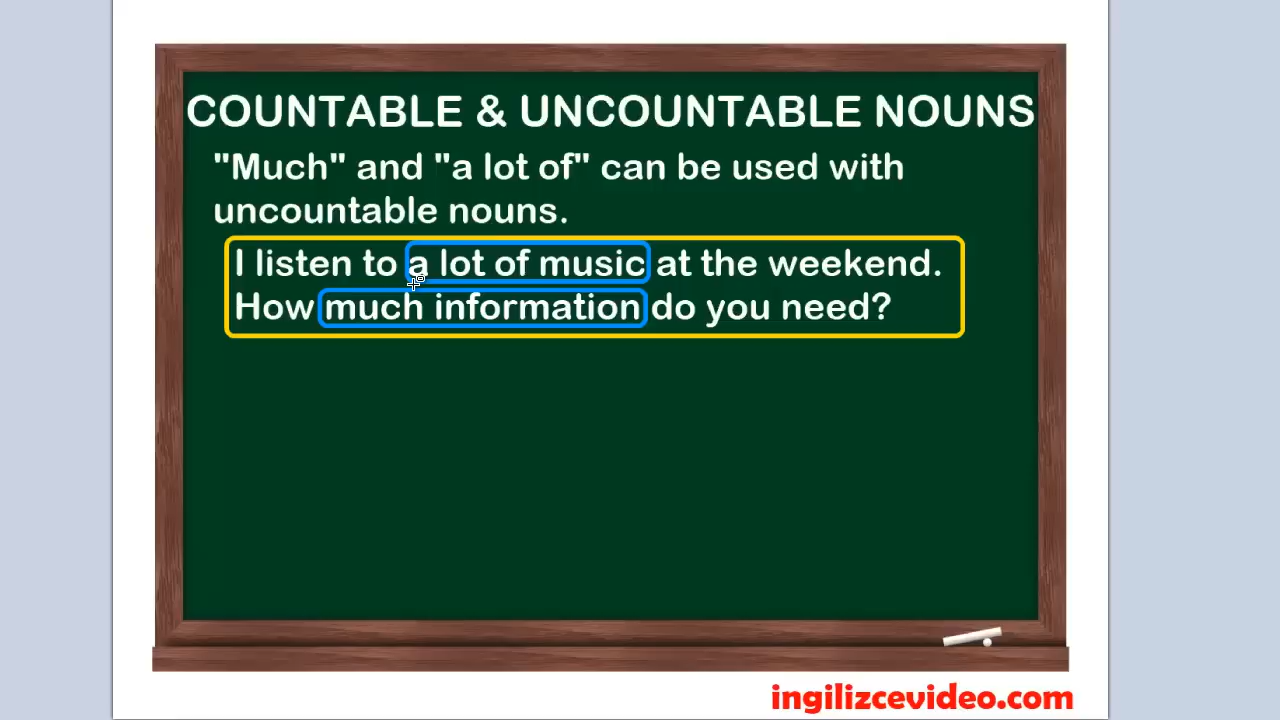 COUNTABLE & UNCOUNTABLE NOUNS
"Much" and "a lot of" can be used with
uncountable nouns.
I listen to a lot of music at the weekend.
How much information do you need?
ingilizcevideo.com